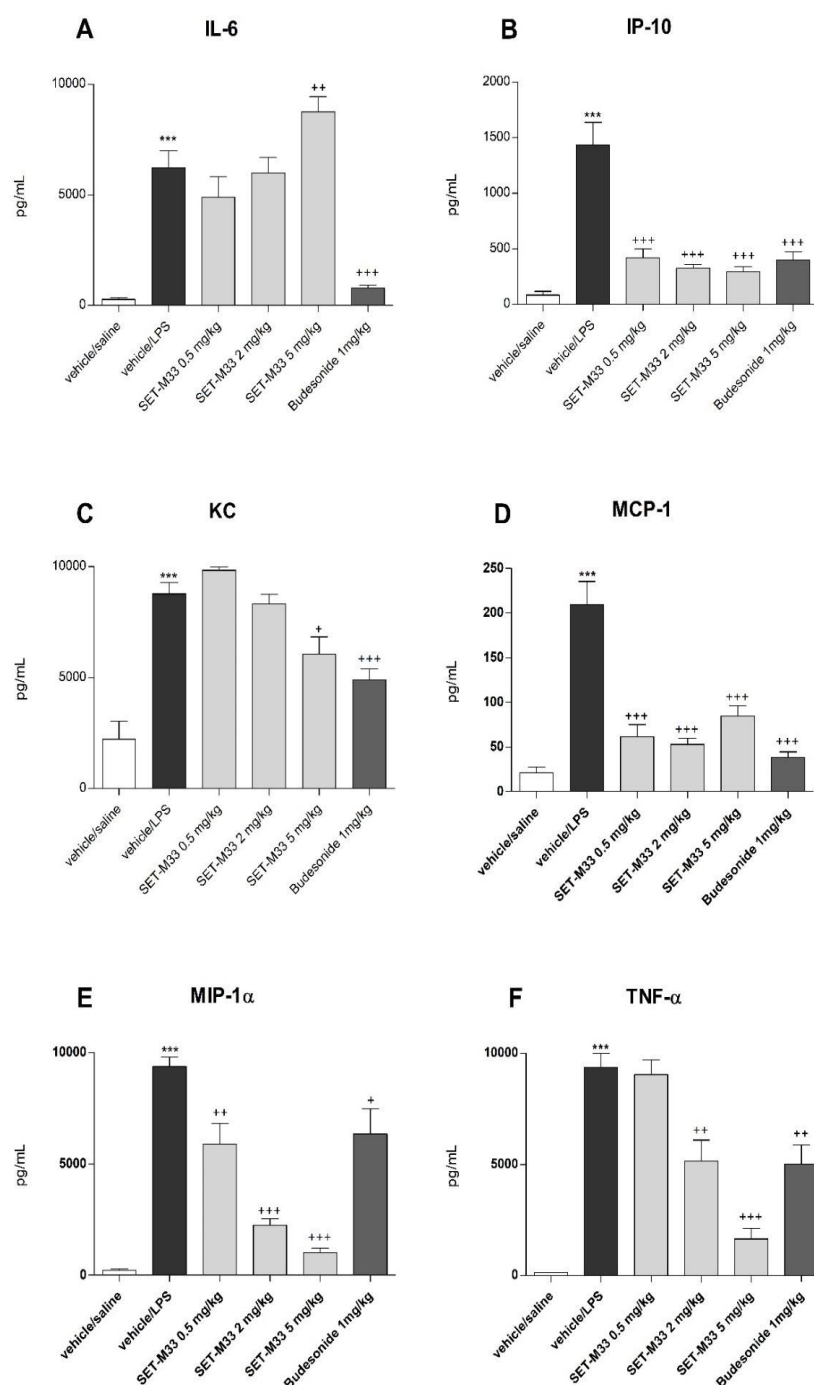 A IL-6
10000
5000
0
pg/mL
***
++
+++
vehicle/saline
vehicle/LPS
SET-M33 0.5 mg/kg
SET-M33 2 mg/kg
SET-M33 5 mg/kg
Budesonide 1mg/kg
B IP-10
2000
1500
1000
500
0
pg/mL
***
+++
+++
+++
+++
vehicle/saline
vehicle/LPS
SET-M33 0.5 mg/kg
SET-M33 2 mg/kg
SET-M33 5 mg/kg
Budesonide 1mg/kg
C KC
10000
5000
0
pg/mL
***
+
+++
vehicle/saline
vehicle/LPS
SET-M33 0.5 mg/kg
SET-M33 2 mg/kg
SET-M33 5 mg/kg
Budesonide 1mg/kg
D MCP-1
250
200
150
100
50
0
pg/mL
***
+++
+++
+++
+++
vehicle/saline
vehicle/LPS
SET-M33 0.5 mg/kg
SET-M33 2 mg/kg
SET-M33 5 mg/kg
Budesonide 1mg/kg
E MIP-1α
10000
5000
0
pg/mL
***
++
+++
+++
+
vehicle/saline
vehicle/LPS
SET-M33 0.5 mg/kg
SET-M33 2 mg/kg
SET-M33 5 mg/kg
Budesonide 1mg/kg
F TNF-α
10000
5000
0
pg/mL
***
++
+++
++
vehicle/saline
vehicle/LPS
SET-M33 0.5 mg/kg
SET-M33 2 mg/kg
SET-M33 5 mg/kg
Budesonide 1mg/kg